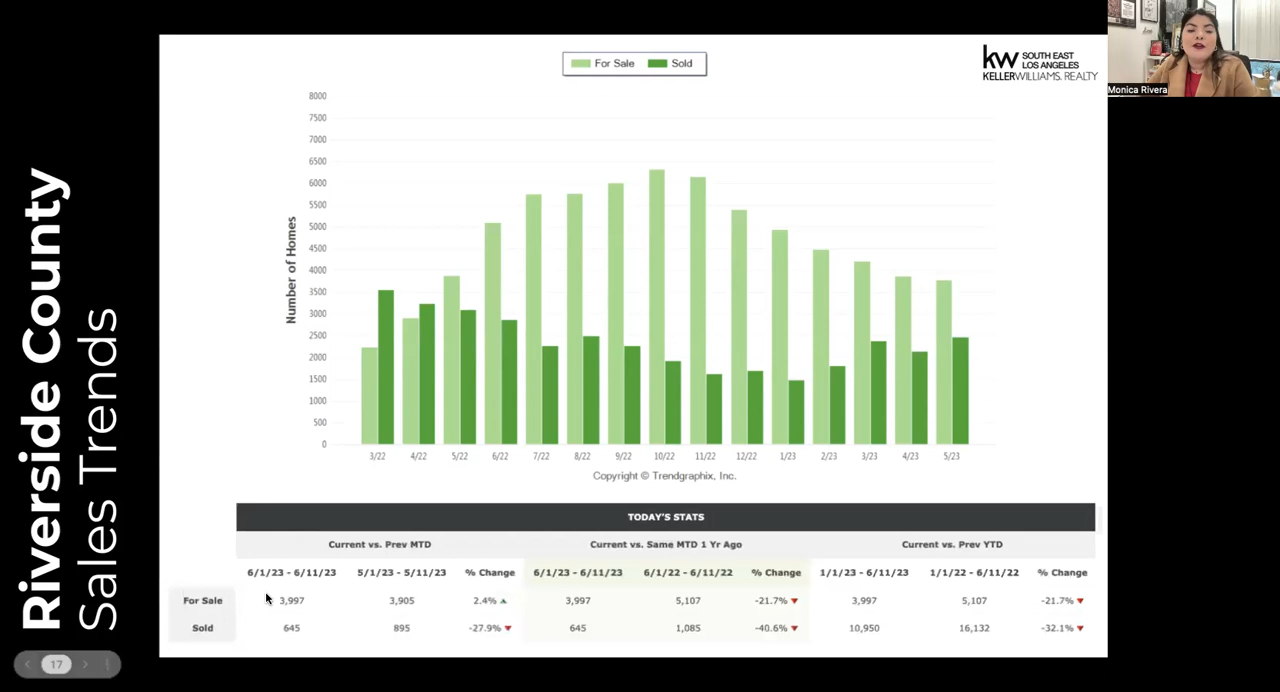 Riverside County
Sales Trends
For Sale Sold
kw SOUTH EAST
LOS ANGELES
KELLERWILLIAMS. REALTY
Monica Rivera
Number of Homes
8000
7500
7000
6500
6000
5500
5000
4500
4000
3500
3000
2500
2000
1500
1000
500
0
3/22 4/22 5/22 6/22 7/22 8/22 9/22 10/22 11/22 12/22 1/23 2/23 3/23 4/23 5/23
Copyright © Trendgraphix, Inc.
TODAY'S STATS
Current vs. Prev MTD Current vs. Same MTD 1 Yr Ago Current vs. Prev YTD
6/1/23 - 6/11/23 5/1/23 - 5/11/23 % Change 6/1/23 - 6/11/23 6/1/22 - 6/11/22 % Change 1/1/23 - 6/11/23 1/1/22 - 6/11/22 % Change
For Sale 3,997 3,905 2.4% ▲ 3,997 5,107 -21.7% ▼ 3,997 5,107 -21.7% ▼
Sold 645 895 -27.9% ▼ 645 1,085 -40.6% ▼ 10,950 16,132 -32.1% ▼
17